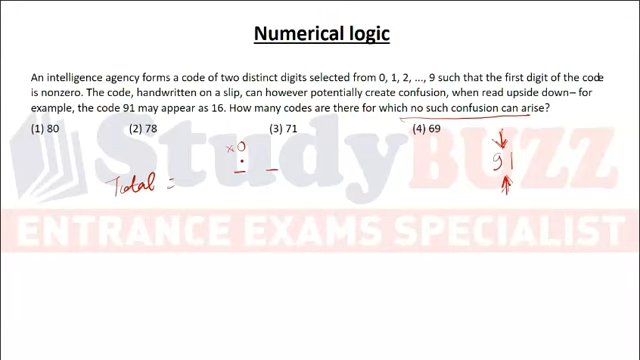 Numerical logic
An intelligence agency forms a code of two distinct digits selected from 0, 1, 2, ..., 9 such that the first digit of the code
is nonzero. The code, handwritten on a slip, can however potentially create confusion, when read upside down– for
example, the code 91 may appear as 16. How many codes are there for which no such confusion can arise?
(1) 80 (2) 78 (3) 71 (4) 69
×0
91
Total =
StudyBUZZ
ENTRANCE EXAMS SPECIALIST